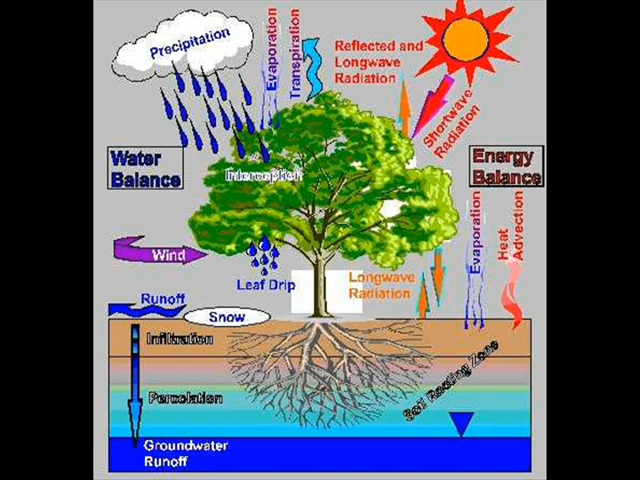 Precipitation
Evaporation
Transpiration
Reflected and
Longwave
Radiation
Shortwave
Radiation
Water
Balance
Interception
Energy
Balance
Wind
Leaf Drip
Longwave
Radiation
Evaporation
Heat
Advection
Runoff
Snow
Infiltration
Percolation
Soil Rooting Zone
Groundwater
Runoff